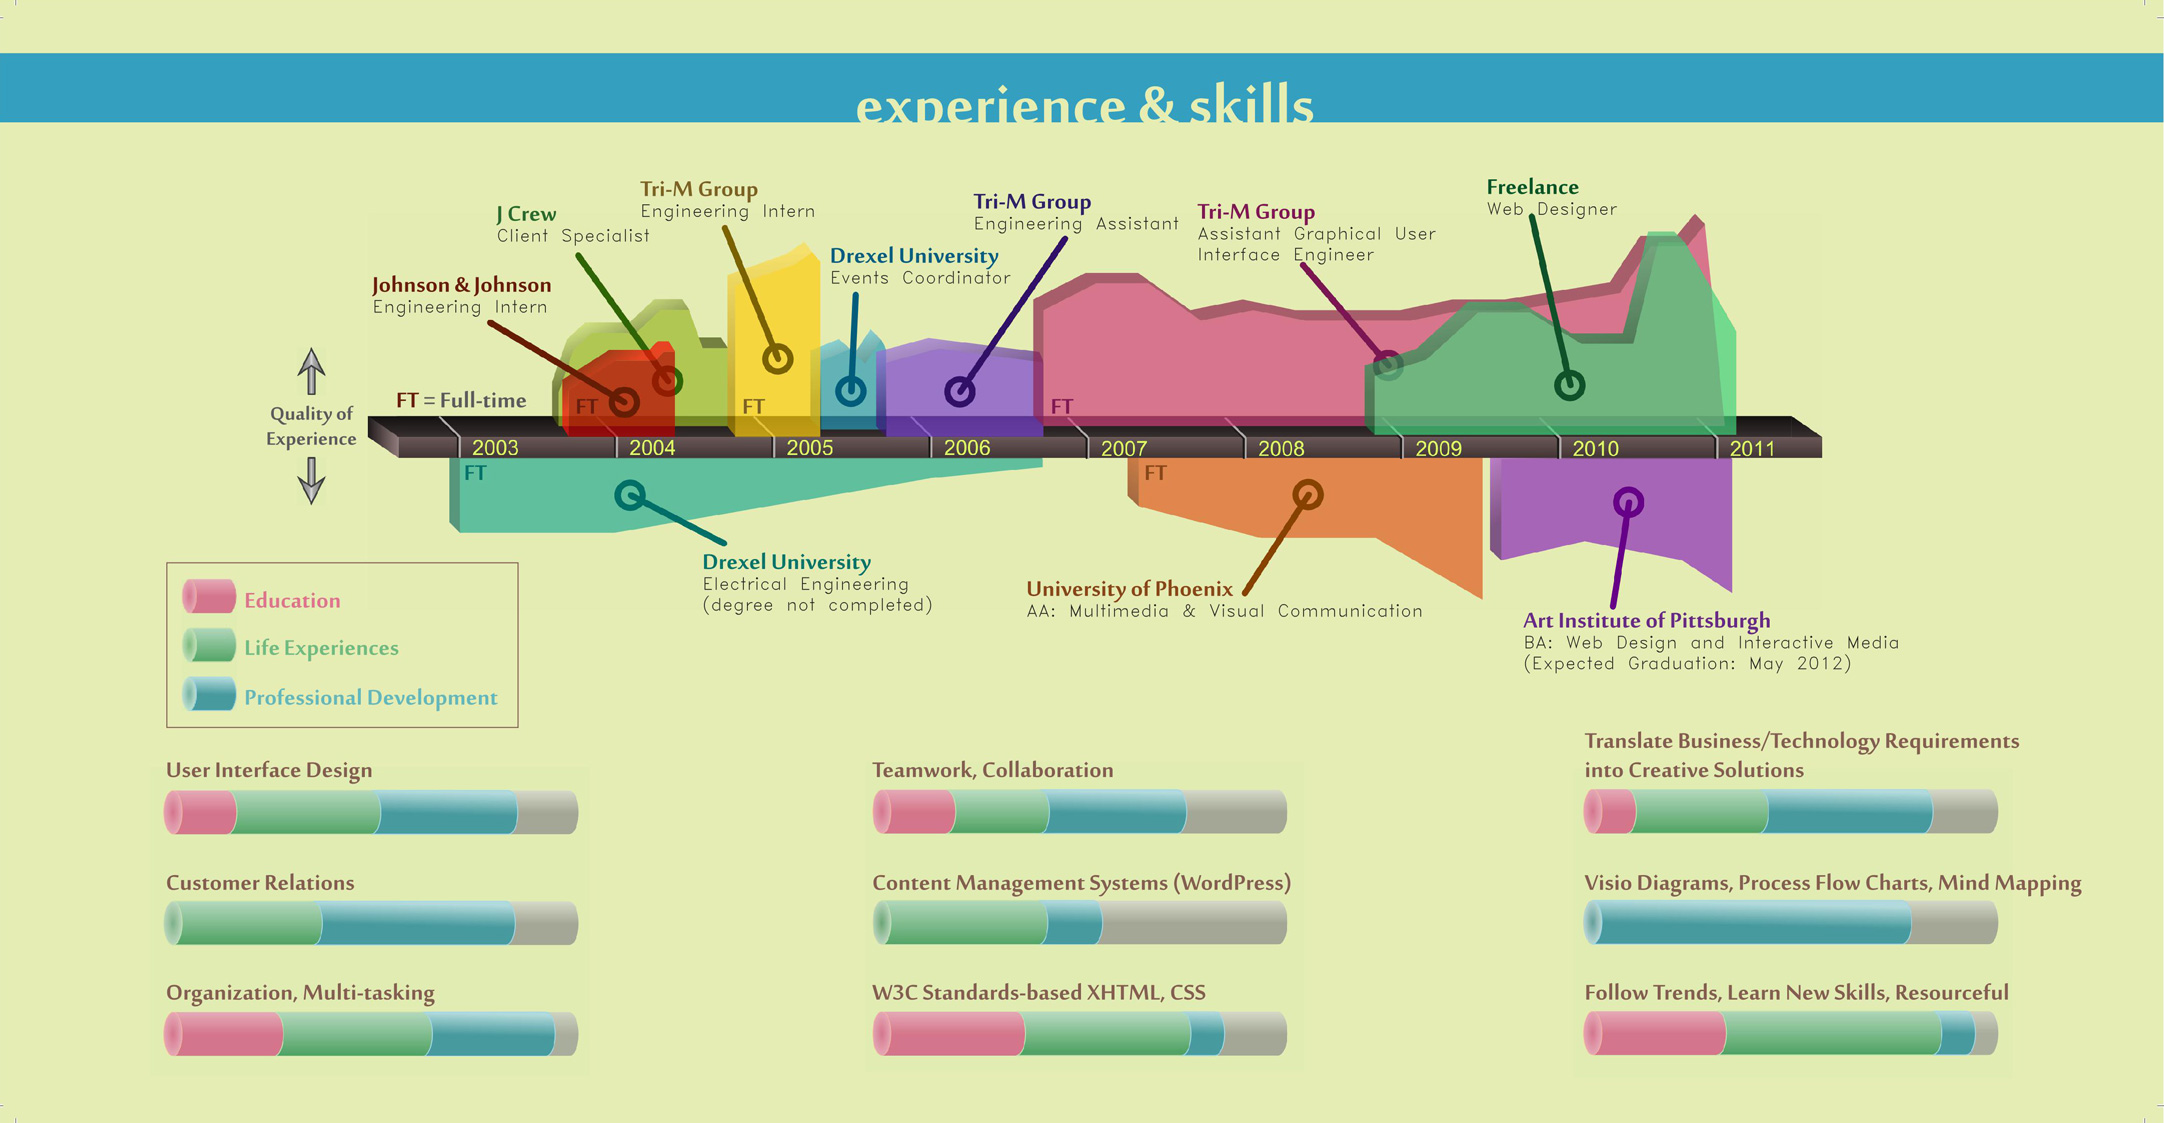 experience & skills
Tri-M Group
Engineering Intern
J Crew
Client Specialist
Johnson & Johnson
Engineering Intern
Drexel University
Events Coordinator
Tri-M Group
Engineering Assistant
Tri-M Group
Assistant Graphical User
Interface Engineer
Freelance
Web Designer
Quality of
Experience
FT = Full-time
FT
FT
FT
2003
2004
2005
2006
2007
2008
2009
2010
2011
FT
FT
Drexel University
Electrical Engineering
(degree not completed)
University of Phoenix
AA: Multimedia & Visual Communication
Art Institute of Pittsburgh
BA: Web Design and Interactive Media
(Expected Graduation: May 2012)
Education
Life Experiences
Professional Development
User Interface Design
Customer Relations
Organization, Multi-tasking
Teamwork, Collaboration
Content Management Systems (WordPress)
W3C Standards-based XHTML, CSS
Translate Business/Technology Requirements
into Creative Solutions
Visio Diagrams, Process Flow Charts, Mind Mapping
Follow Trends, Learn New Skills, Resourceful